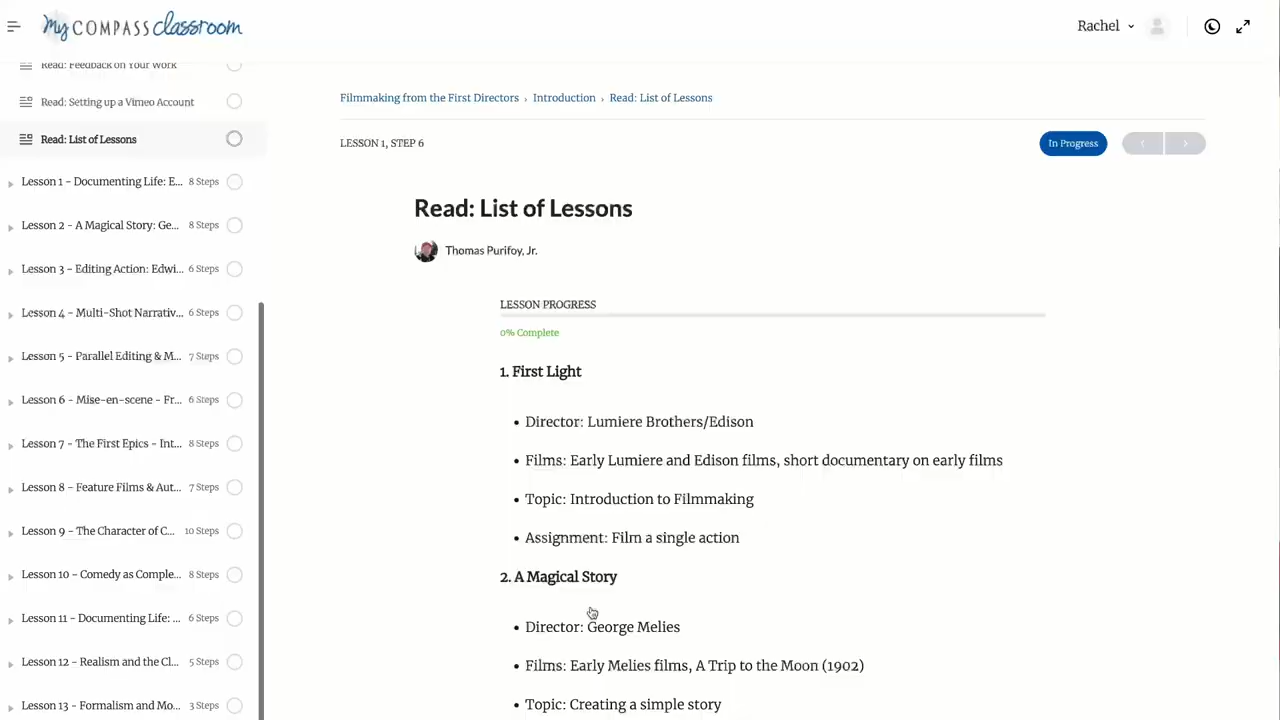 my COMPASS classroom
Rachel
Read: Feedback on Your Work
Read: Setting up a Vimeo Account
Read: List of Lessons
Lesson 1 - Documenting Life: E... 8 Steps
Lesson 2 - A Magical Story: Ge... 8 Steps
Lesson 3 - Editing Action: Edwi... 6 Steps
Lesson 4 - Multi-Shot Narrativ... 6 Steps
Lesson 5 - Parallel Editing & M... 7 Steps
Lesson 6 - Mise-en-scene - Fr... 6 Steps
Lesson 7 - The First Epics - Int... 8 Steps
Lesson 8 - Feature Films & Aut... 7 Steps
Lesson 9 - The Character of C... 10 Steps
Lesson 10 - Comedy as Comple... 8 Steps
Lesson 11 - Documenting Life: ... 6 Steps
Lesson 12 - Realism and the Cl... 5 Steps
Lesson 13 - Formalism and Mo... 3 Steps
Filmmaking from the First Directors › Introduction › Read: List of Lessons
LESSON 1, STEP 6
In Progress
Read: List of Lessons
Thomas Purifoy, Jr.
LESSON PROGRESS
0% Complete
1. First Light
• Director: Lumiere Brothers/Edison
• Films: Early Lumiere and Edison films, short documentary on early films
• Topic: Introduction to Filmmaking
• Assignment: Film a single action
2. A Magical Story
• Director: George Melies
• Films: Early Melies films, A Trip to the Moon (1902)
• Topic: Creating a simple story